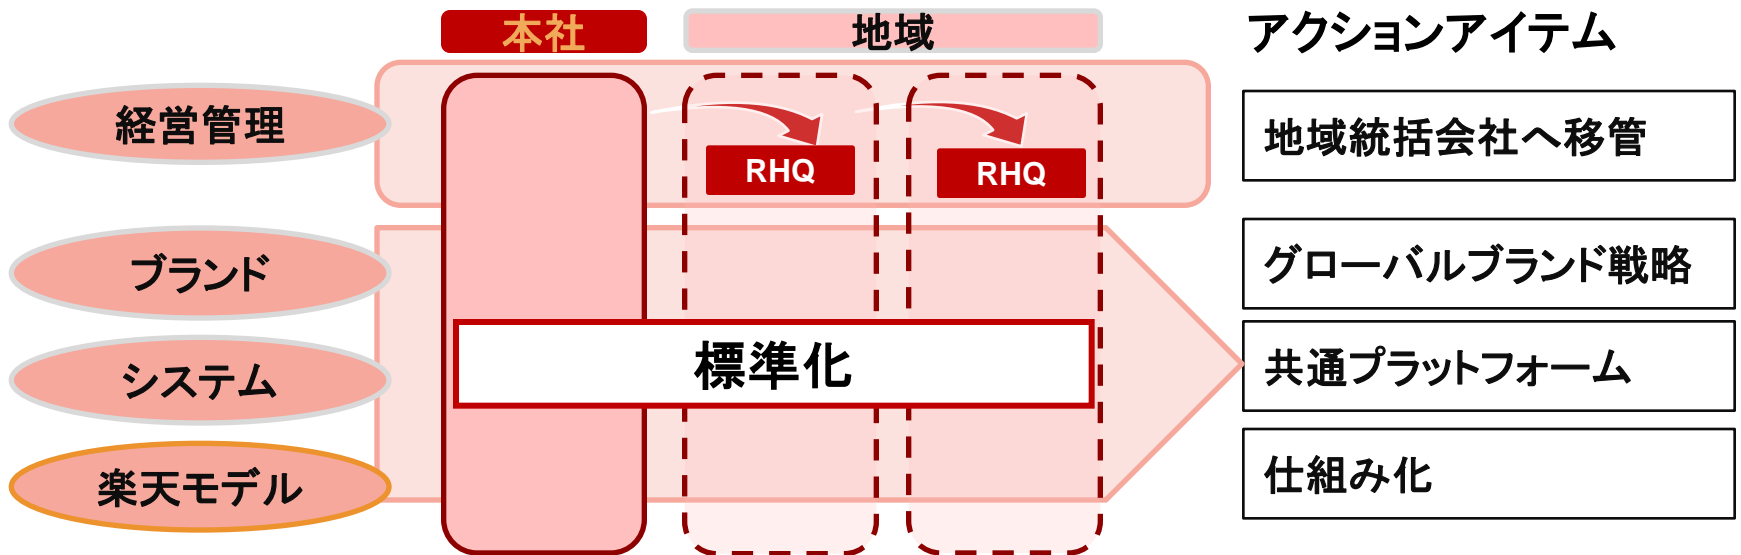 本社
地域
アクションアイテム
経営管理
RHQ
RHQ
地域統括会社へ移管
ブランド
グローバルブランド戦略
システム
標準化
共通プラットフォーム
楽天モデル
仕組み化